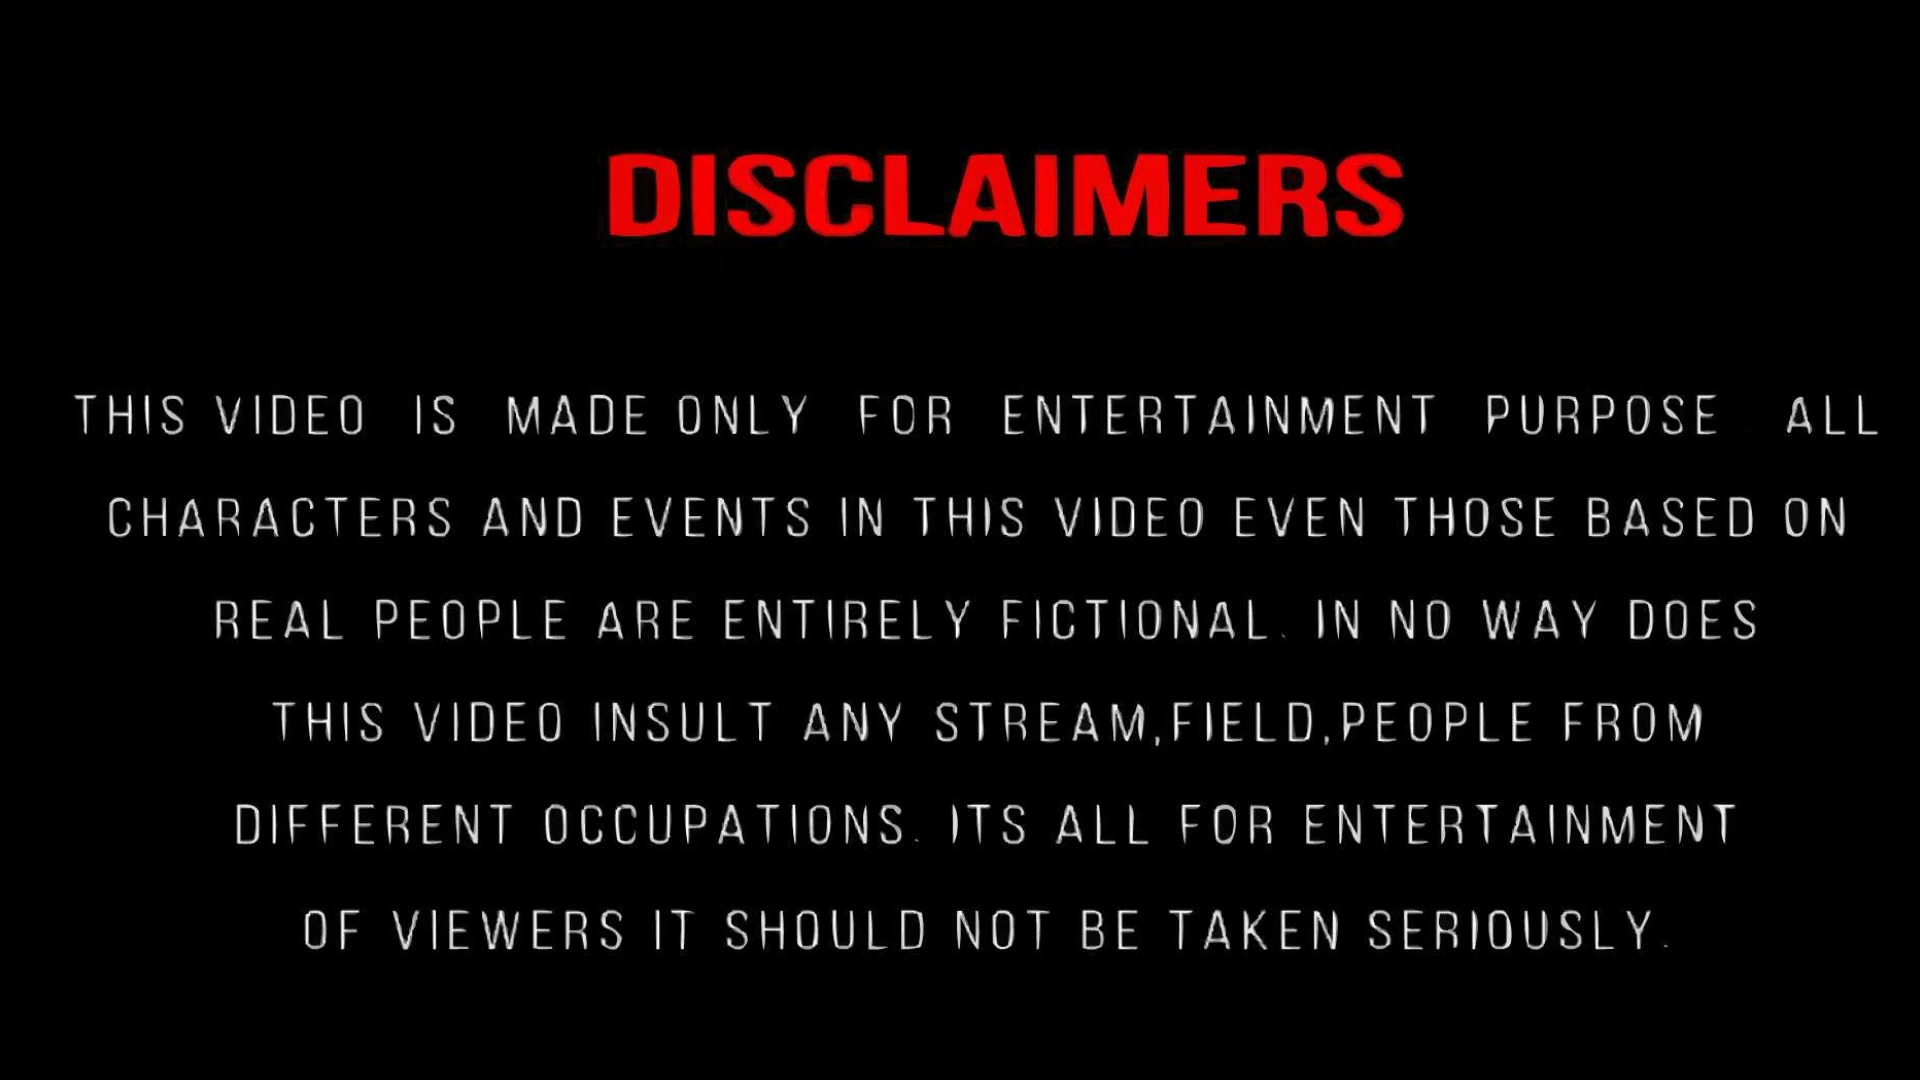 DISCLAIMERS
THIS VIDEO IS MADE ONLY FOR ENTERTAINMENT PURPOSE ALL
CHARACTERS AND EVENTS IN THIS VIDEO EVEN THOSE BASED ON
REAL PEOPLE ARE ENTIRELY FICTIONAL. IN NO WAY DOES
THIS VIDEO INSULT ANY STREAM,FIELD,PEOPLE FROM
DIFFERENT OCCUPATIONS. ITS ALL FOR ENTERTAINMENT
OF VIEWERS IT SHOULD NOT BE TAKEN SERIOUSLY.